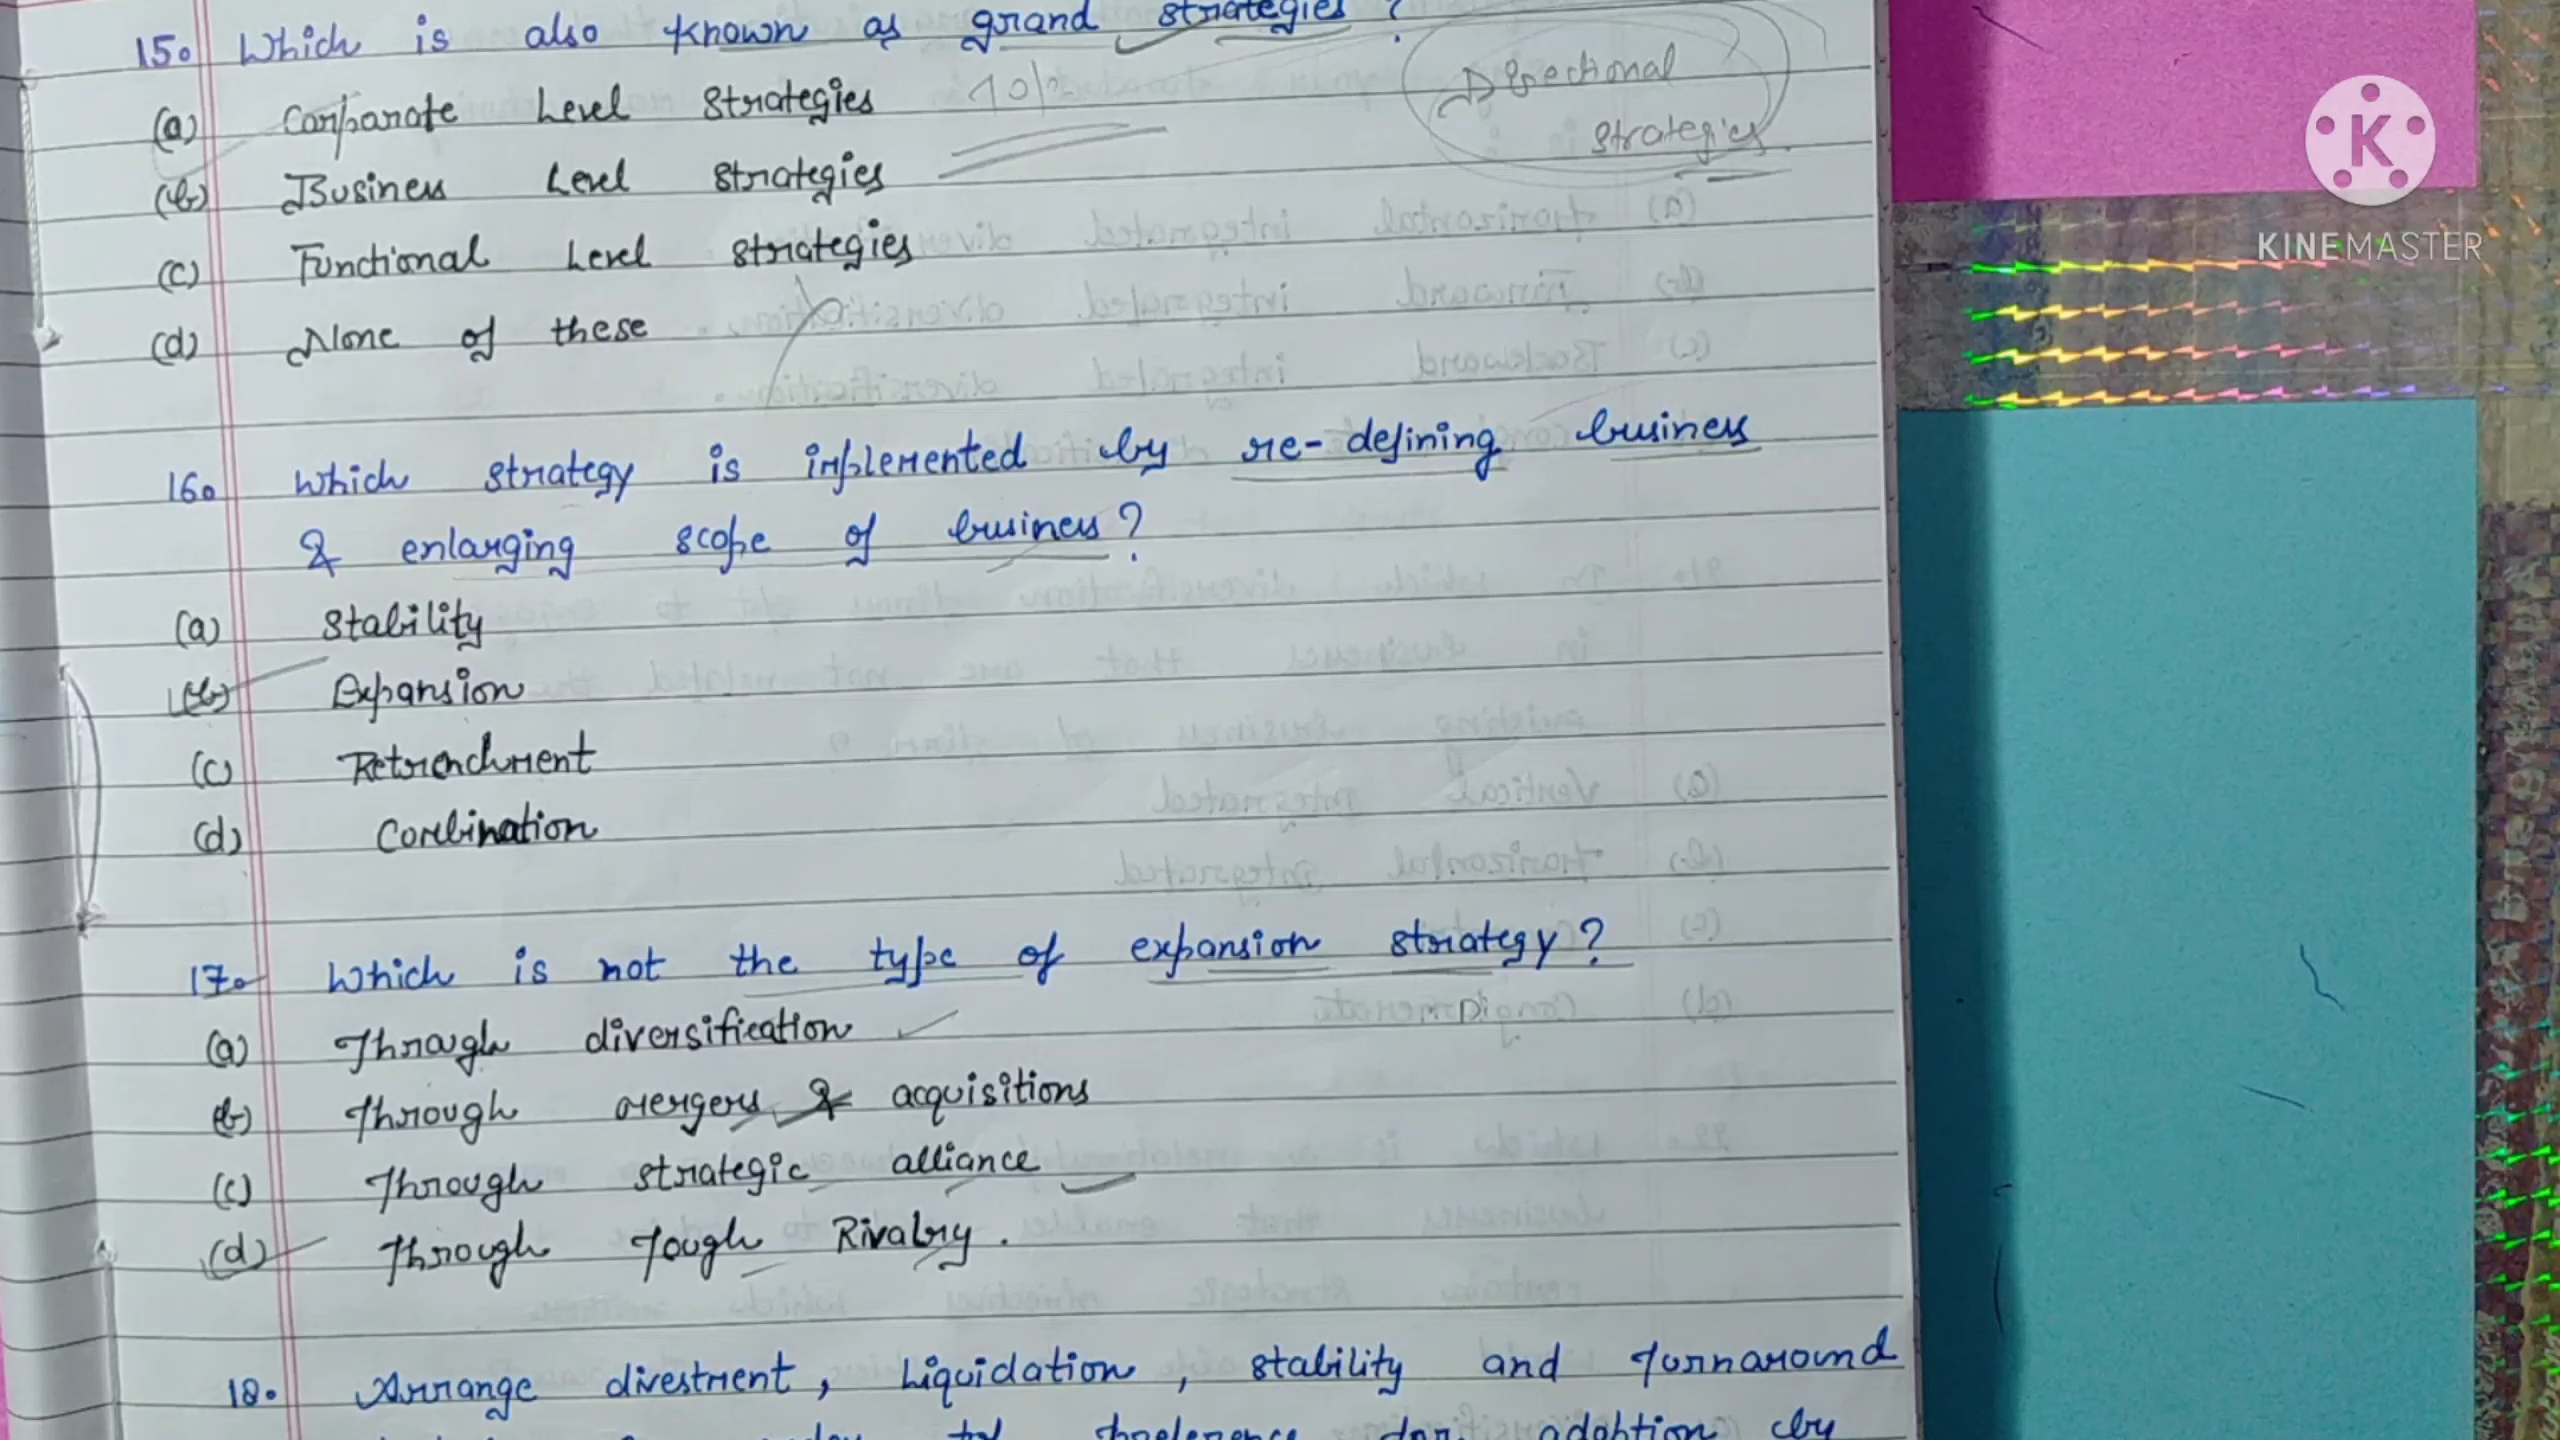 15. Which is also known as grand strategies?
Directional
strategies
(a) Corporate Level Strategies
(b) Business Level Strategies
(c) Functional Level Strategies
(d) None of these
16. Which strategy is implemented by re-defining business
& enlarging scope of business?
(a) Stability
(b) Expansion
(c) Retrenchment
(d) Combination
17. Which is not the type of expansion strategy?
(a) Through diversification
(b) Through mergers & acquisitions
(c) Through strategic alliance
(d) Through Tough Rivalry.
18. Arrange divestment, Liquidation, stability and Turnaround
for adoption by
KINEMASTER